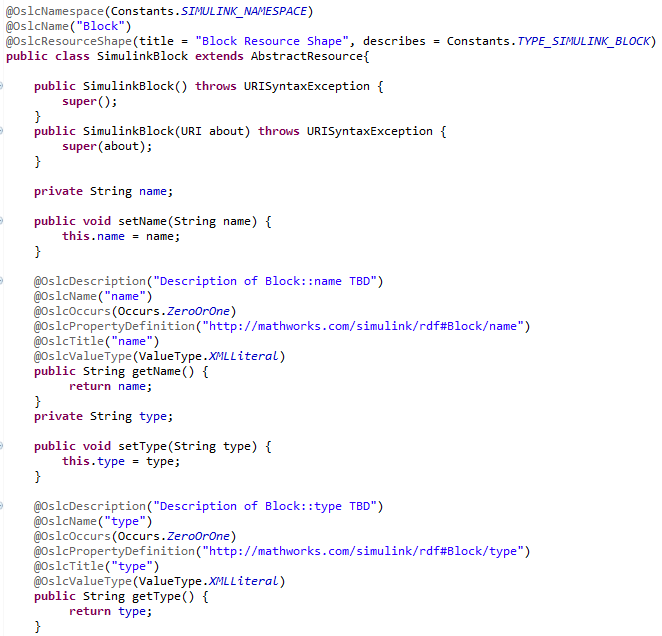 @OslcNamespace(Constants.SIMULINK_NAMESPACE)
@OslcName("Block")
@OslcResourceShape(title = "Block Resource Shape", describes = Constants.TYPE_SIMULINK_BLOCK)
public class SimulinkBlock extends AbstractResource{
public SimulinkBlock() throws URISyntaxException {
super();
}
public SimulinkBlock(URI about) throws URISyntaxException {
super(about);
}
private String name;
public void setName(String name) {
this.name = name;
}
@OslcDescription("Description of Block::name TBD")
@OslcName("name")
@OslcOccurs(Occurs.ZeroOrOne)
@OslcPropertyDefinition("http://mathworks.com/simulink/rdf#Block/name")
@OslcTitle("name")
@OslcValueType(ValueType.XMLLiteral)
public String getName() {
return name;
}
private String type;
public void setType(String type) {
this.type = type;
}
@OslcDescription("Description of Block::type TBD")
@OslcName("type")
@OslcOccurs(Occurs.ZeroOrOne)
@OslcPropertyDefinition("http://mathworks.com/simulink/rdf#Block/type")
@OslcTitle("type")
@OslcValueType(ValueType.XMLLiteral)
public String getType() {
return type;
}